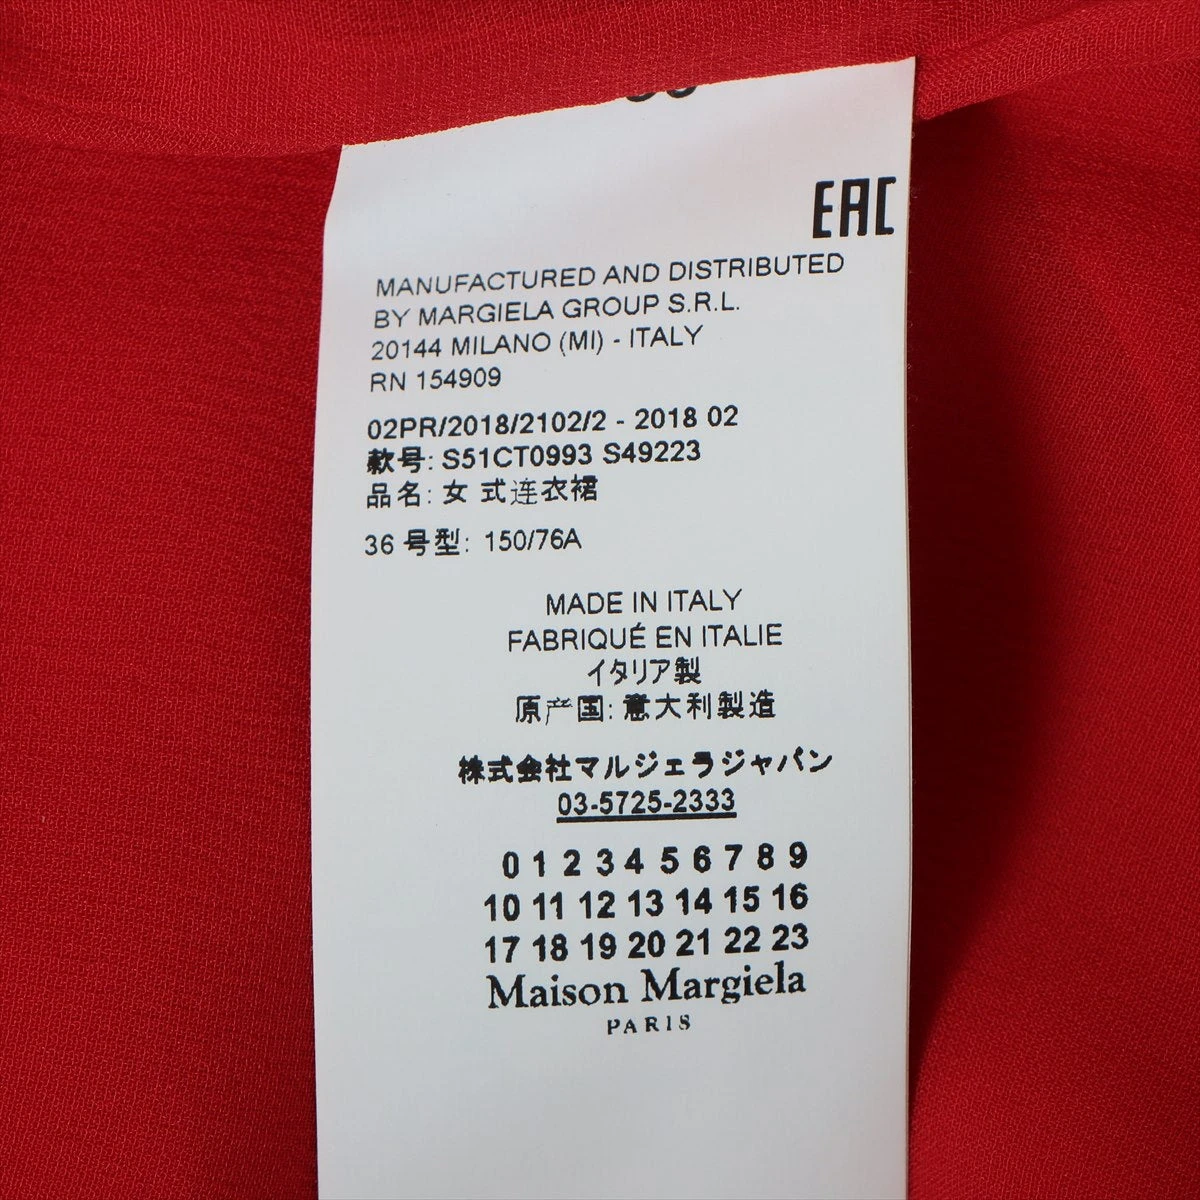 EAC
MANUFACTURED AND DISTRIBUTED
BY MARGIELA GROUP S.R.L.
20144 MILANO (MI) - ITALY
RN 154909
02PR/2018/2102/2 - 2018 02
款号: S51CT0993 S49223
品名: 女 式连衣裙
36 号型: 150/76A
MADE IN ITALY
FABRIQUÉ EN ITALIE
イタリア製
原产国: 意大利製造
株式会社マルジェラジャパン
03-5725-2333
0 1 2 3 4 5 6 7 8 9
10 11 12 13 14 15 16
17 18 19 20 21 22 23
Maison Margiela
PARIS